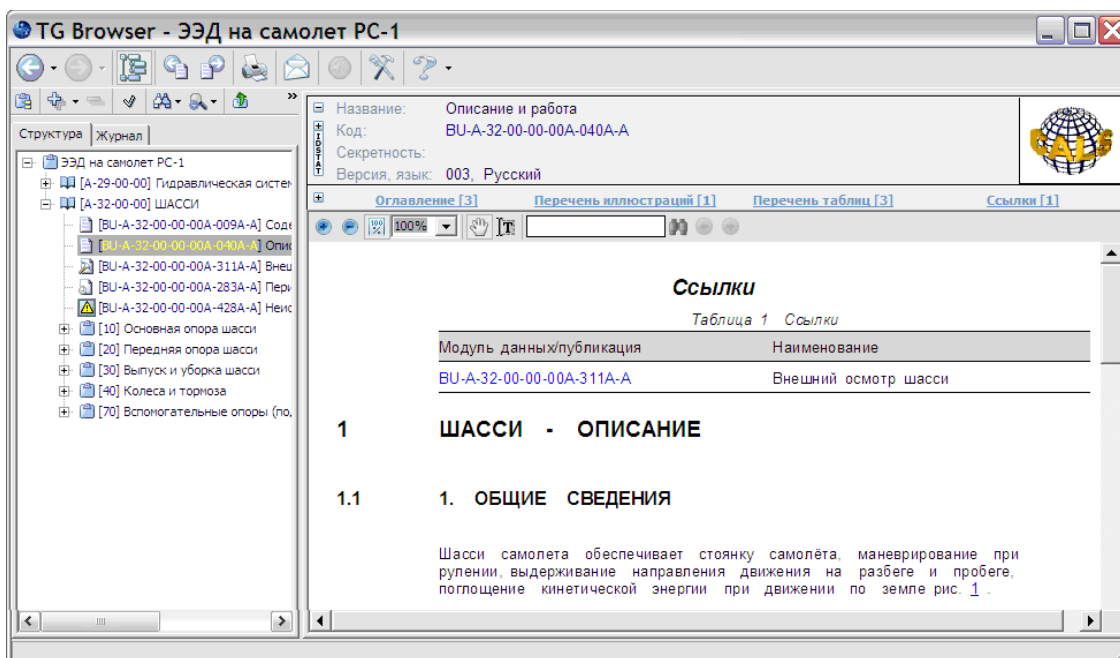 TG Browser - ЭЭД на самолет РС-1
»
Структура Журнал
ЭЭД на самолет РС-1
[A-29-00-00] Гидравлическая систем
[A-32-00-00] ШАССИ
[BU-A-32-00-00-00A-009A-A] Соде
[BU-A-32-00-00-00A-040A-A] Опис
[BU-A-32-00-00-00A-311A-A] Внеш
[BU-A-32-00-00-00A-283A-A] Пери
[BU-A-32-00-00-00A-428A-A] Неис
[10] Основная опора шасси
[20] Передняя опора шасси
[30] Выпуск и уборка шасси
[40] Колеса и тормоза
[70] Вспомогательные опоры (по,
IDSTAT
Название: Описание и работа
Код: BU-A-32-00-00-00A-040A-A
Секретность:
Версия, язык: 003, Русский
CALS
Оглавление [3] Перечень иллюстраций [1] Перечень таблиц [3] Ссылки [1]
100% 100%
Ссылки
Таблица 1 Ссылки
Модуль данных/публикация Наименование
BU-A-32-00-00-00A-311A-A Внешний осмотр шасси
1 ШАССИ - ОПИСАНИЕ
1.1 1. ОБЩИЕ СВЕДЕНИЯ
Шасси самолета обеспечивает стоянку самолёта, маневрирование при
рулении, выдерживание направления движения на разбеге и пробеге,
поглощение кинетической энергии при движении по земле рис. 1 .